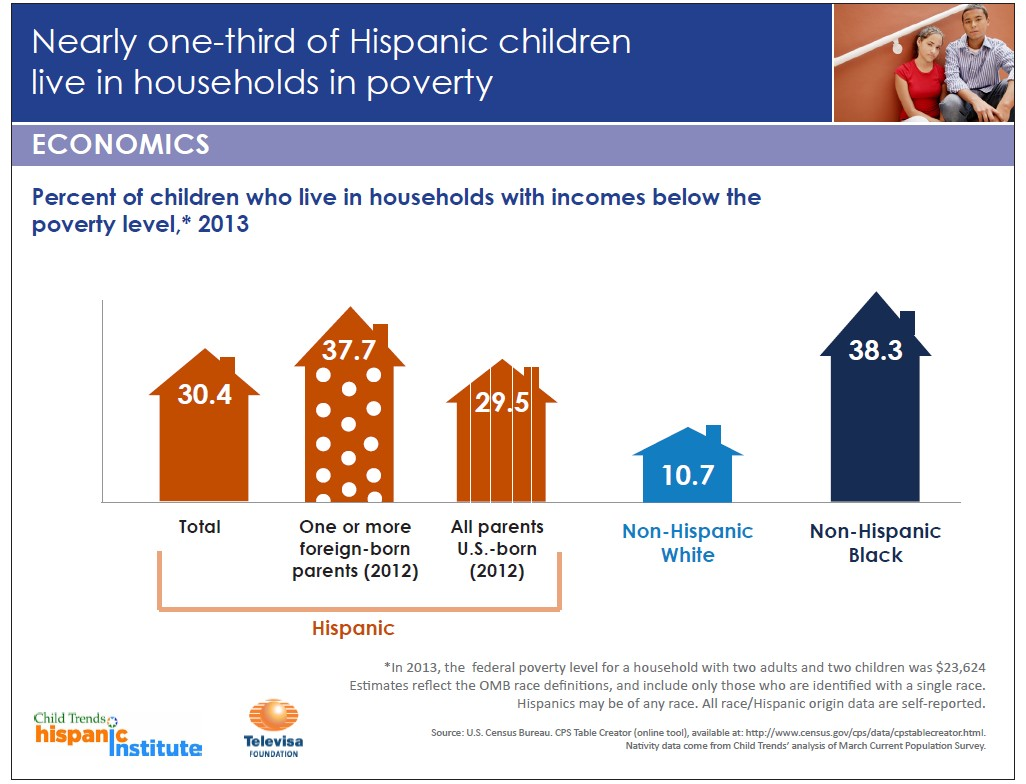 Nearly one-third of Hispanic children
live in households in poverty
ECONOMICS
Percent of children who live in households with incomes below the
poverty level,* 2013
30.4
37.7
29.5
10.7
38.3
Total
One or more
foreign-born
parents (2012)
All parents
U.S.-born
(2012)
Non-Hispanic
White
Non-Hispanic
Black
Hispanic
*In 2013, the federal poverty level for a household with two adults and two children was $23,624
Estimates reflect the OMB race definitions, and include only those who are identified with a single race.
Hispanics may be of any race. All race/Hispanic origin data are self-reported.
Child Trends
hispanic
Institute
Televisa
FOUNDATION
Source: U.S. Census Bureau. CPS Table Creator (online tool), available at: http://www.census.gov/cps/data/cpstablecreator.html.
Nativity data come from Child Trends' analysis of March Current Population Survey.